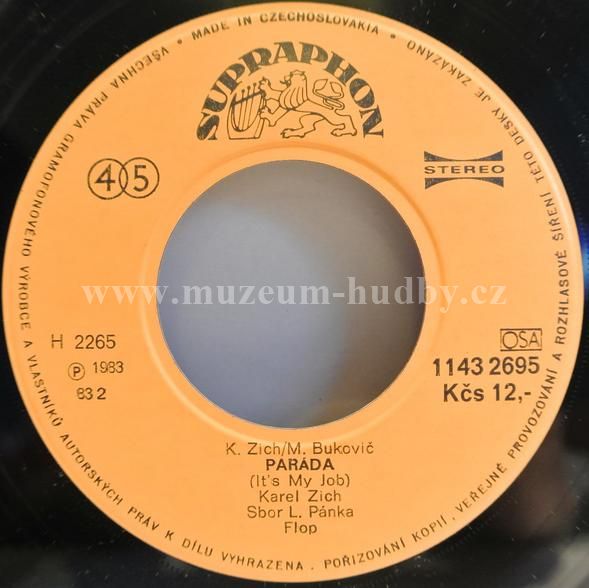 • MADE IN CZECHOSLOVAKIA •
VŠECHNA PRÁVA GRAMOFONOVÉHO VÝROBCE A VLASTNÍKŮ AUTORSKÝCH PRÁV K DÍLU VYHRAZENA. POŘIZOVÁNÍ KOPIÍ, VEŘEJNÉ PROVOZOVÁNÍ A ROZHLASOVÉ ŠÍŘENÍ TÉTO DESKY JE ZAKÁZÁNO
SUPRAPHON
45
STEREO
www.muzeum-hudby.cz
H 2265
OSA
Ⓟ 1983
1143 2695
83 2
Kčs 12,-
K. Zich/M. Bukovič
PARÁDA
(It's My Job)
Karel Zich
Sbor L. Pánka
Flop